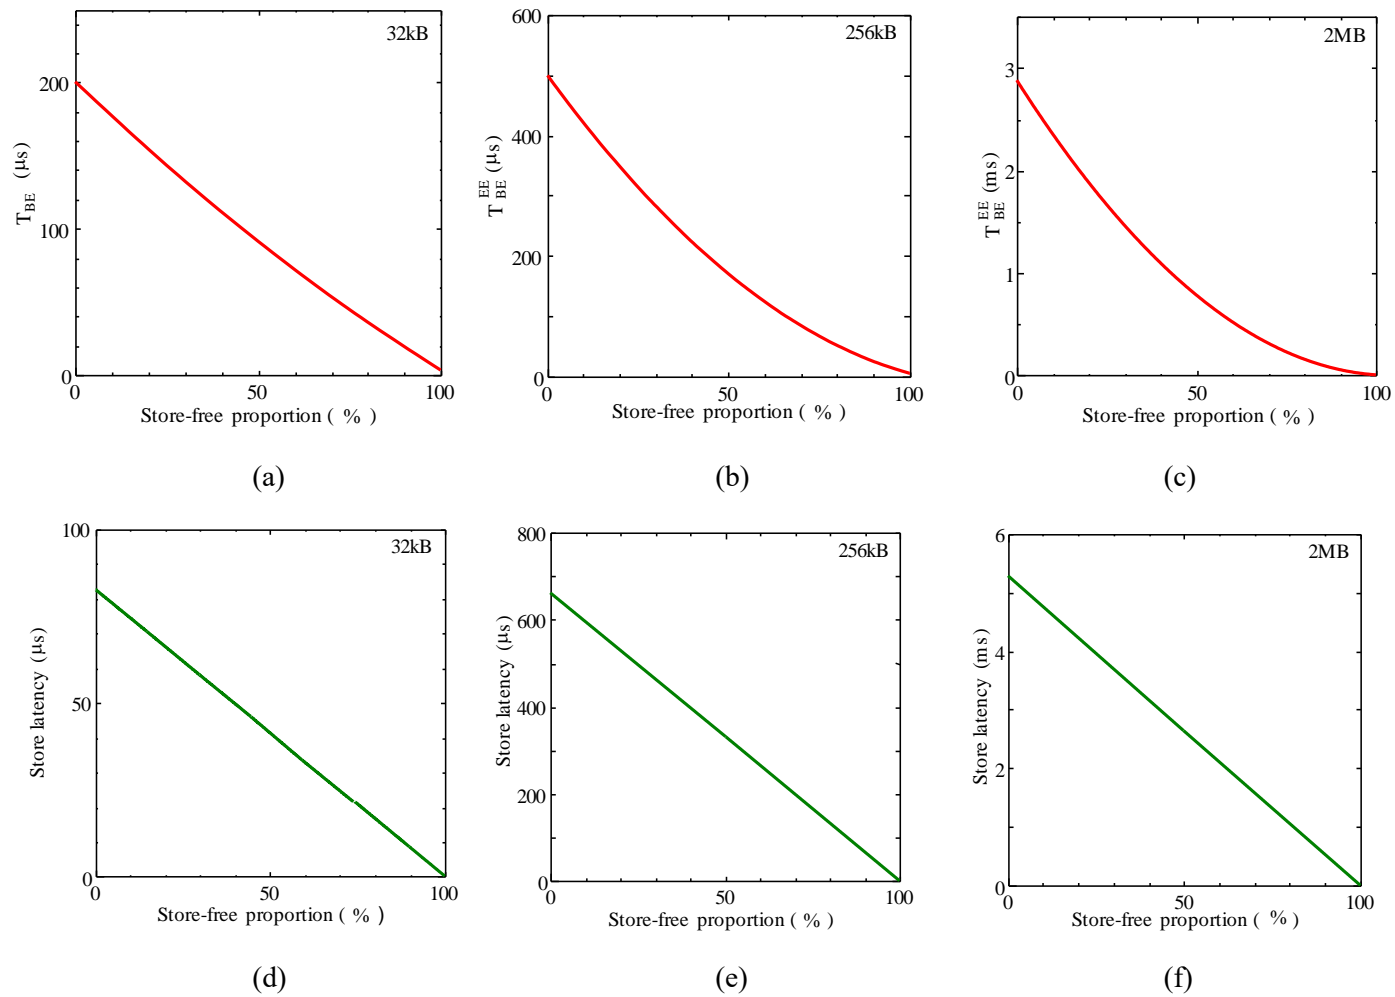 32kB
200
100
0
0 50 100
T BE (μs)
Store-free proportion ( % )
(a)
256kB
600
400
200
0
0 50 100
T BE EE (μs)
Store-free proportion ( % )
(b)
2MB
3
2
1
0
0 50 100
T BE EE (ms)
Store-free proportion ( % )
(c)
32kB
100
50
0
0 50 100
Store latency (μs)
Store-free proportion ( % )
(d)
256kB
800
600
400
200
0
0 50 100
Store latency (μs)
Store-free proportion ( % )
(e)
2MB
6
4
2
0
0 50 100
Store latency (ms)
Store-free proportion ( % )
(f)